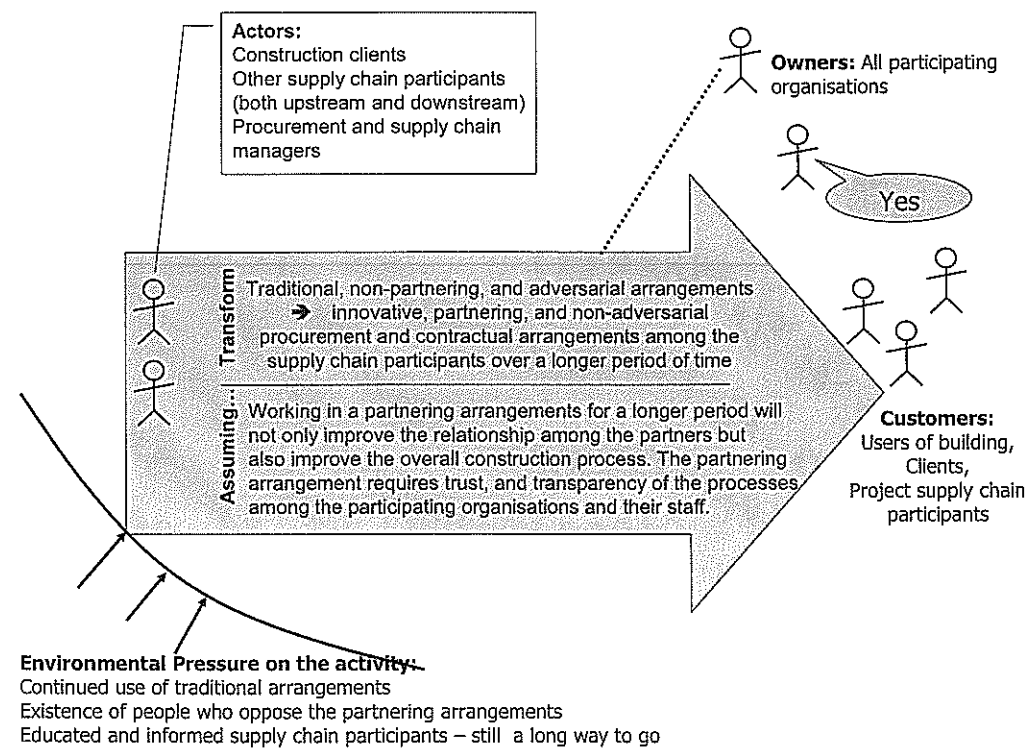 Actors:
Construction clients
Other supply chain participants
(both upstream and downstream)
Procurement and supply chain
managers
Owners: All participating
organisations
Yes
Transform
Traditional, non-partnering, and adversarial arrangements
➔ innovative, partnering, and non-adversarial
procurement and contractual arrangements among the
supply chain participants over a longer period of time
Assuming...
Working in a partnering arrangements for a longer period will
not only improve the relationship among the partners but
also improve the overall construction process. The partnering
arrangement requires trust, and transparency of the processes
among the participating organisations and their staff.
Customers:
Users of building,
Clients,
Project supply chain
participants
Environmental Pressure on the activity:
Continued use of traditional arrangements
Existence of people who oppose the partnering arrangements
Educated and informed supply chain participants – still a long way to go